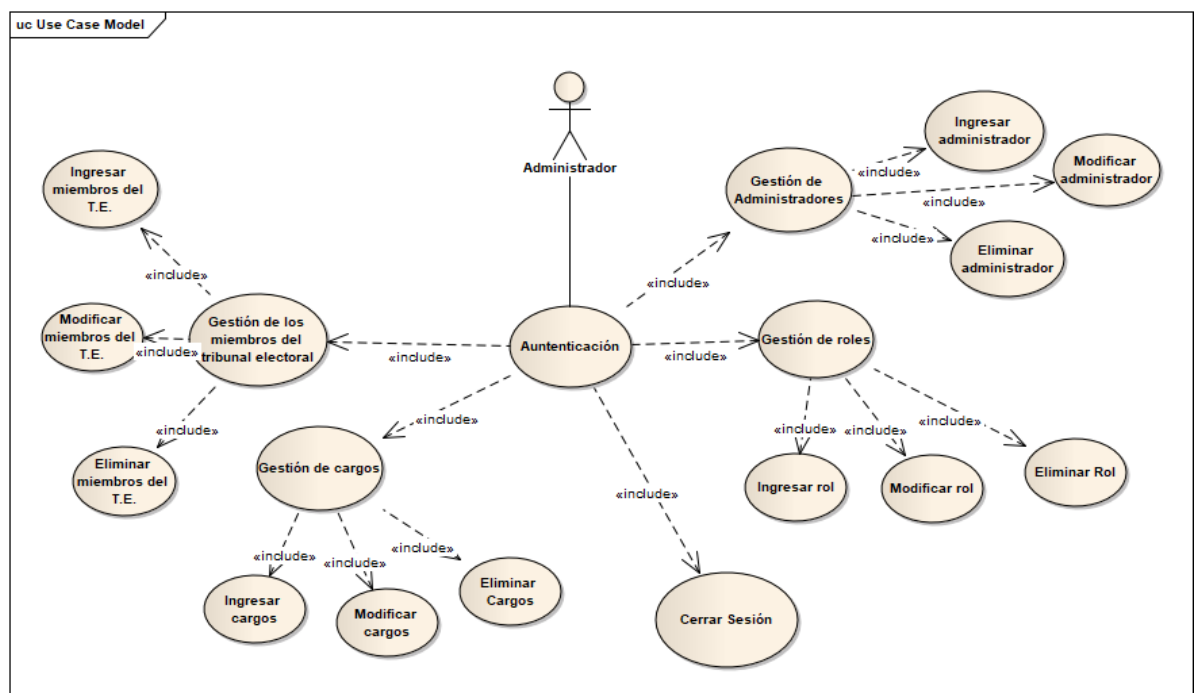 uc Use Case Model
Administrador
Ingresar
administrador
Modificar
administrador
Eliminar
administrador
Gestión de
Administradores
«include»
«include»
«include»
«include»
Ingresar
miembros del
T.E.
«include»
Modificar
miembros del
T.E.
«include»
Gestión de los
miembros del
tribunal electoral
«include»
Auntenticación
«include»
Gestión de roles
«include»
Eliminar
miembros del
T.E.
«include»
Gestión de cargos
«include»
«include»
«include»
Ingresar rol
Modificar rol
Eliminar Rol
«include»
«include»
«include»
«include»
Ingresar
cargos
Modificar
cargos
Eliminar
Cargos
Cerrar Sesión
«include»